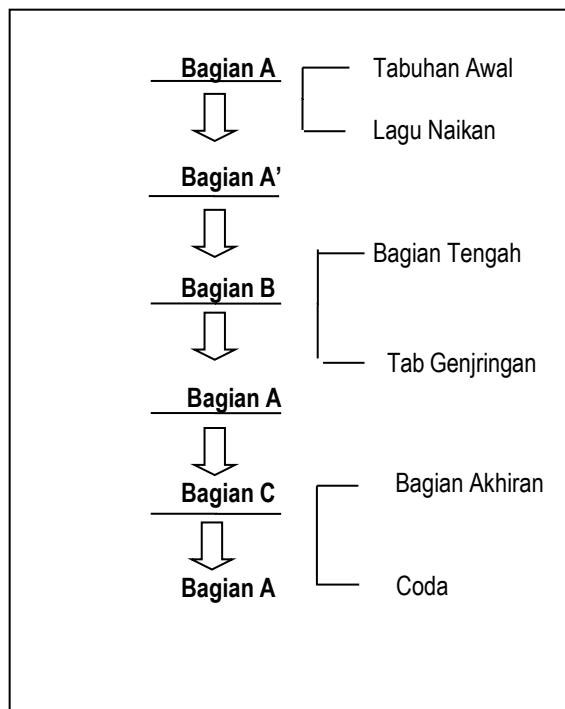 Bagian A
Tabuhan Awal
Lagu Naikan
Bagian A’
Bagian Tengah
Bagian B
Tab Genjringan
Bagian A
Bagian Akhiran
Bagian C
Coda
Bagian A